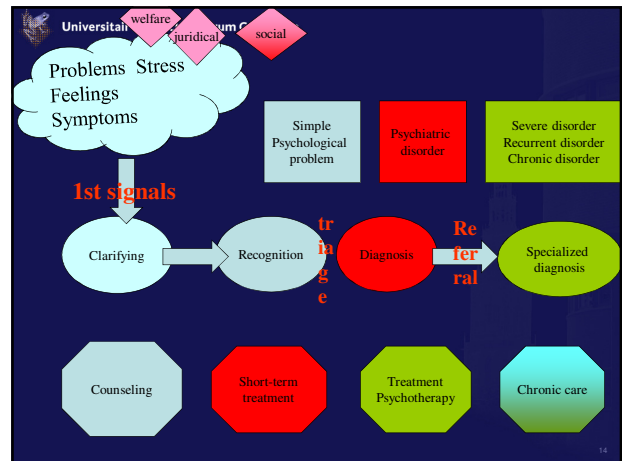 welfare
juridical
social
Problems Stress
Feelings
Symptoms
Simple
Psychological
problem
Psychiatric
disorder
Severe disorder
Recurrent disorder
Chronic disorder
1st signals
Clarifying
Recognition
tr
ia
g
e
Diagnosis
Re
fer
ral
Specialized
diagnosis
Counseling
Short-term
treatment
Treatment
Psychotherapy
Chronic care
14